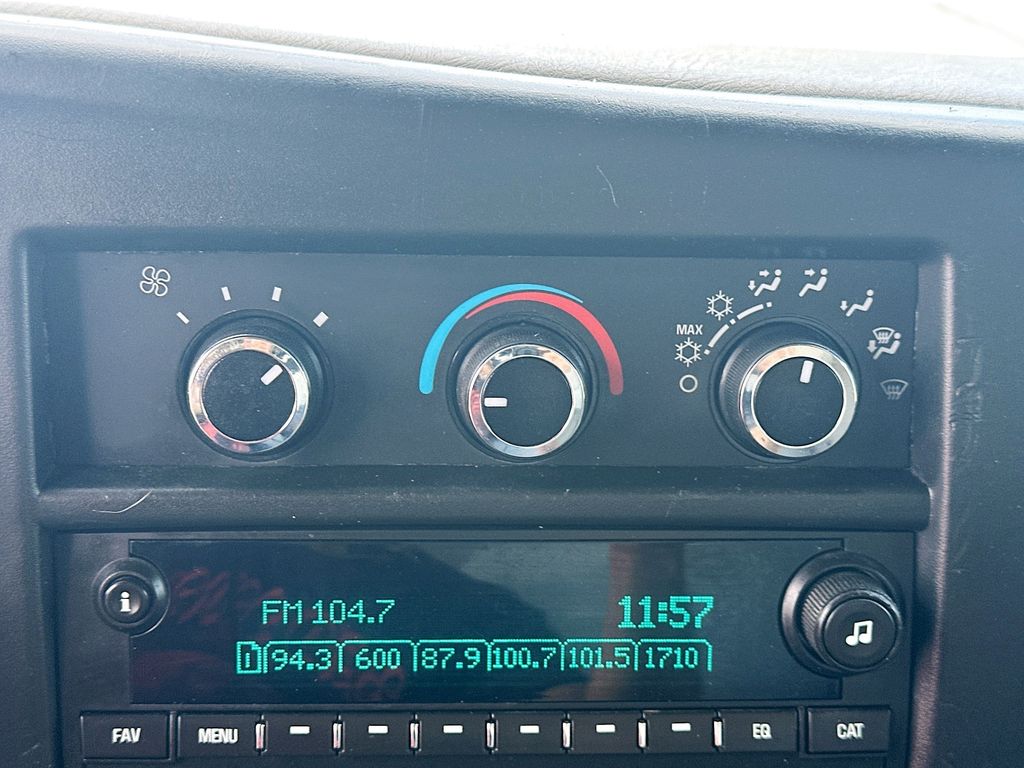 MAX
i
FM 104.7 11:57
1 94.3 600 87.9 100.7 101.5 1710
FAV MENU EQ CAT